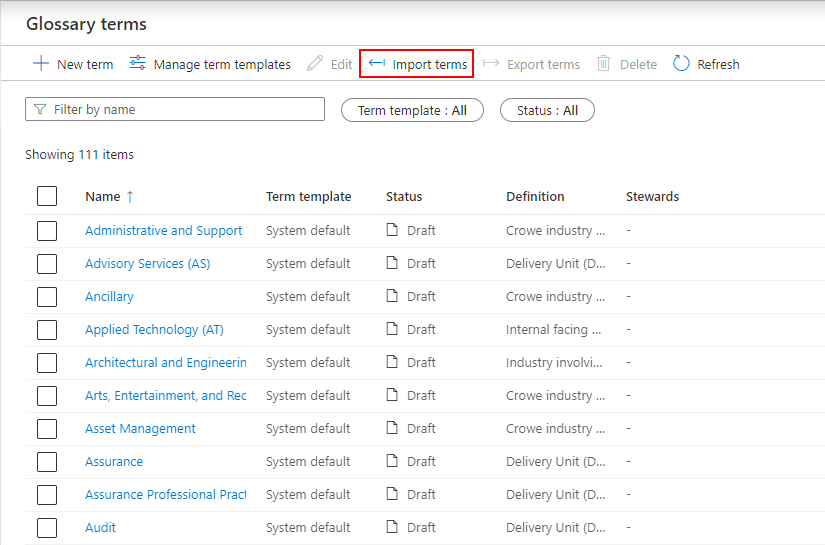 Glossary terms
New term Manage term templates Edit Import terms Export terms Delete Refresh
Filter by name Term template : All Status : All
Showing 111 items
Name ↑ Term template Status Definition Stewards
Administrative and Support System default Draft Crowe industry ... -
Advisory Services (AS) System default Draft Delivery Unit (D... -
Ancillary System default Draft Crowe industry ... -
Applied Technology (AT) System default Draft Internal facing ... -
Architectural and Engineerin System default Draft Industry involvi... -
Arts, Entertainment, and Rec System default Draft Crowe industry ... -
Asset Management System default Draft Crowe industry ... -
Assurance System default Draft Delivery Unit (D... -
Assurance Professional Pract System default Draft Delivery Unit (D... -
Audit System default Draft Delivery Unit (D... -